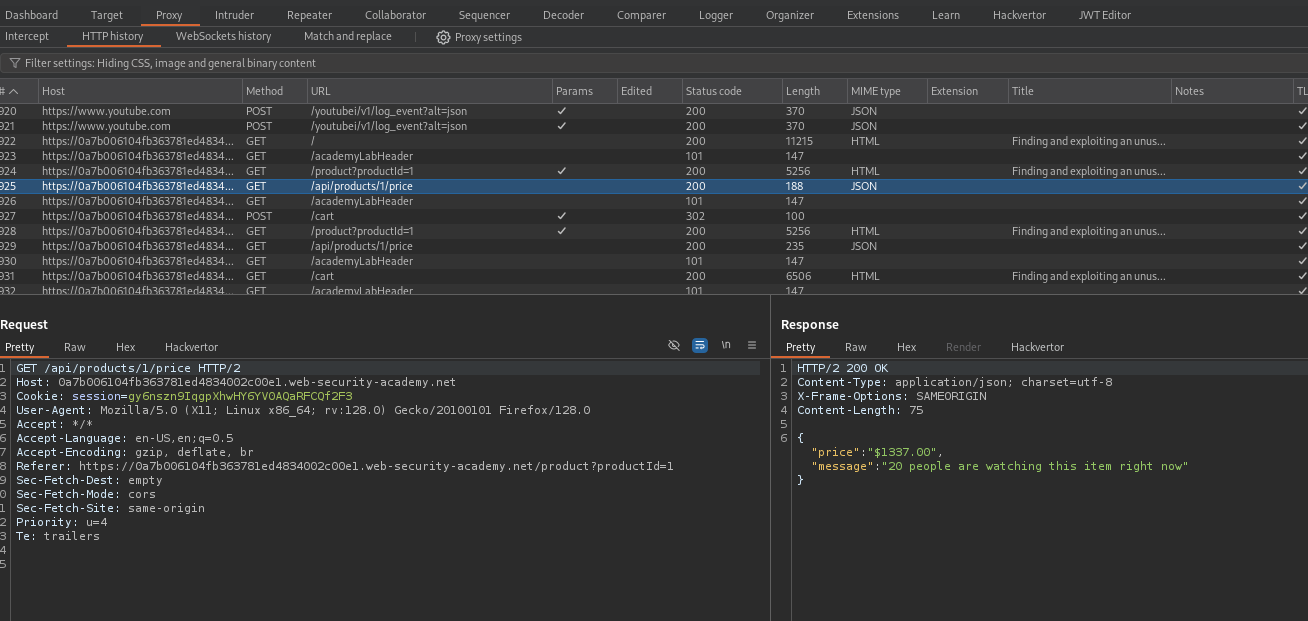 Dashboard Target Proxy Intruder Repeater Collaborator Sequencer Decoder Comparer Logger Organizer Extensions Learn Hackvertor JWT Editor
Intercept HTTP history WebSockets history Match and replace Proxy settings
Filter settings: Hiding CSS, image and general binary content
# Host Method URL Params Edited Status code Length MIME type Extension Title Notes TL
920 https://www.youtube.com POST /youtubei/v1/log_event?alt=json ✓ 200 370 JSON ✓
921 https://www.youtube.com POST /youtubei/v1/log_event?alt=json ✓ 200 370 JSON ✓
922 https://0a7b006104fb363781ed4834... GET / 200 11215 HTML Finding and exploiting an unus... ✓
923 https://0a7b006104fb363781ed4834... GET /academyLabHeader 101 147 ✓
924 https://0a7b006104fb363781ed4834... GET /product?productId=1 ✓ 200 5256 HTML Finding and exploiting an unus... ✓
925 https://0a7b006104fb363781ed4834... GET /api/products/1/price 200 188 JSON ✓
926 https://0a7b006104fb363781ed4834... GET /academyLabHeader 101 147 ✓
927 https://0a7b006104fb363781ed4834... POST /cart ✓ 302 100 ✓
928 https://0a7b006104fb363781ed4834... GET /product?productId=1 ✓ 200 5256 HTML Finding and exploiting an unus... ✓
929 https://0a7b006104fb363781ed4834... GET /api/products/1/price 200 235 JSON ✓
930 https://0a7b006104fb363781ed4834... GET /academyLabHeader 101 147 ✓
931 https://0a7b006104fb363781ed4834... GET /cart 200 6506 HTML Finding and exploiting an unus... ✓
932 https://0a7b006104fb363781ed4834... GET /academyLabHeader 101 147 ✓
Request
Pretty Raw Hex Hackvertor \n
1 GET /api/products/1/price HTTP/2
2 Host: 0a7b006104fb363781ed4834002c00e1.web-security-academy.net
3 Cookie: session=gy6nszn9IqgpXhwHY6YV0AQaRFCQf2F3
4 User-Agent: Mozilla/5.0 (X11; Linux x86_64; rv:128.0) Gecko/20100101 Firefox/128.0
5 Accept: */*
6 Accept-Language: en-US,en;q=0.5
7 Accept-Encoding: gzip, deflate, br
8 Referer: https://0a7b006104fb363781ed4834002c00e1.web-security-academy.net/product?productId=1
9 Sec-Fetch-Dest: empty
0 Sec-Fetch-Mode: cors
1 Sec-Fetch-Site: same-origin
2 Priority: u=4
3 Te: trailers
4
5
Response
Pretty Raw Hex Render Hackvertor
1 HTTP/2 200 OK
2 Content-Type: application/json; charset=utf-8
3 X-Frame-Options: SAMEORIGIN
4 Content-Length: 75
5
6 {
"price":"$1337.00",
"message":"20 people are watching this item right now"
}